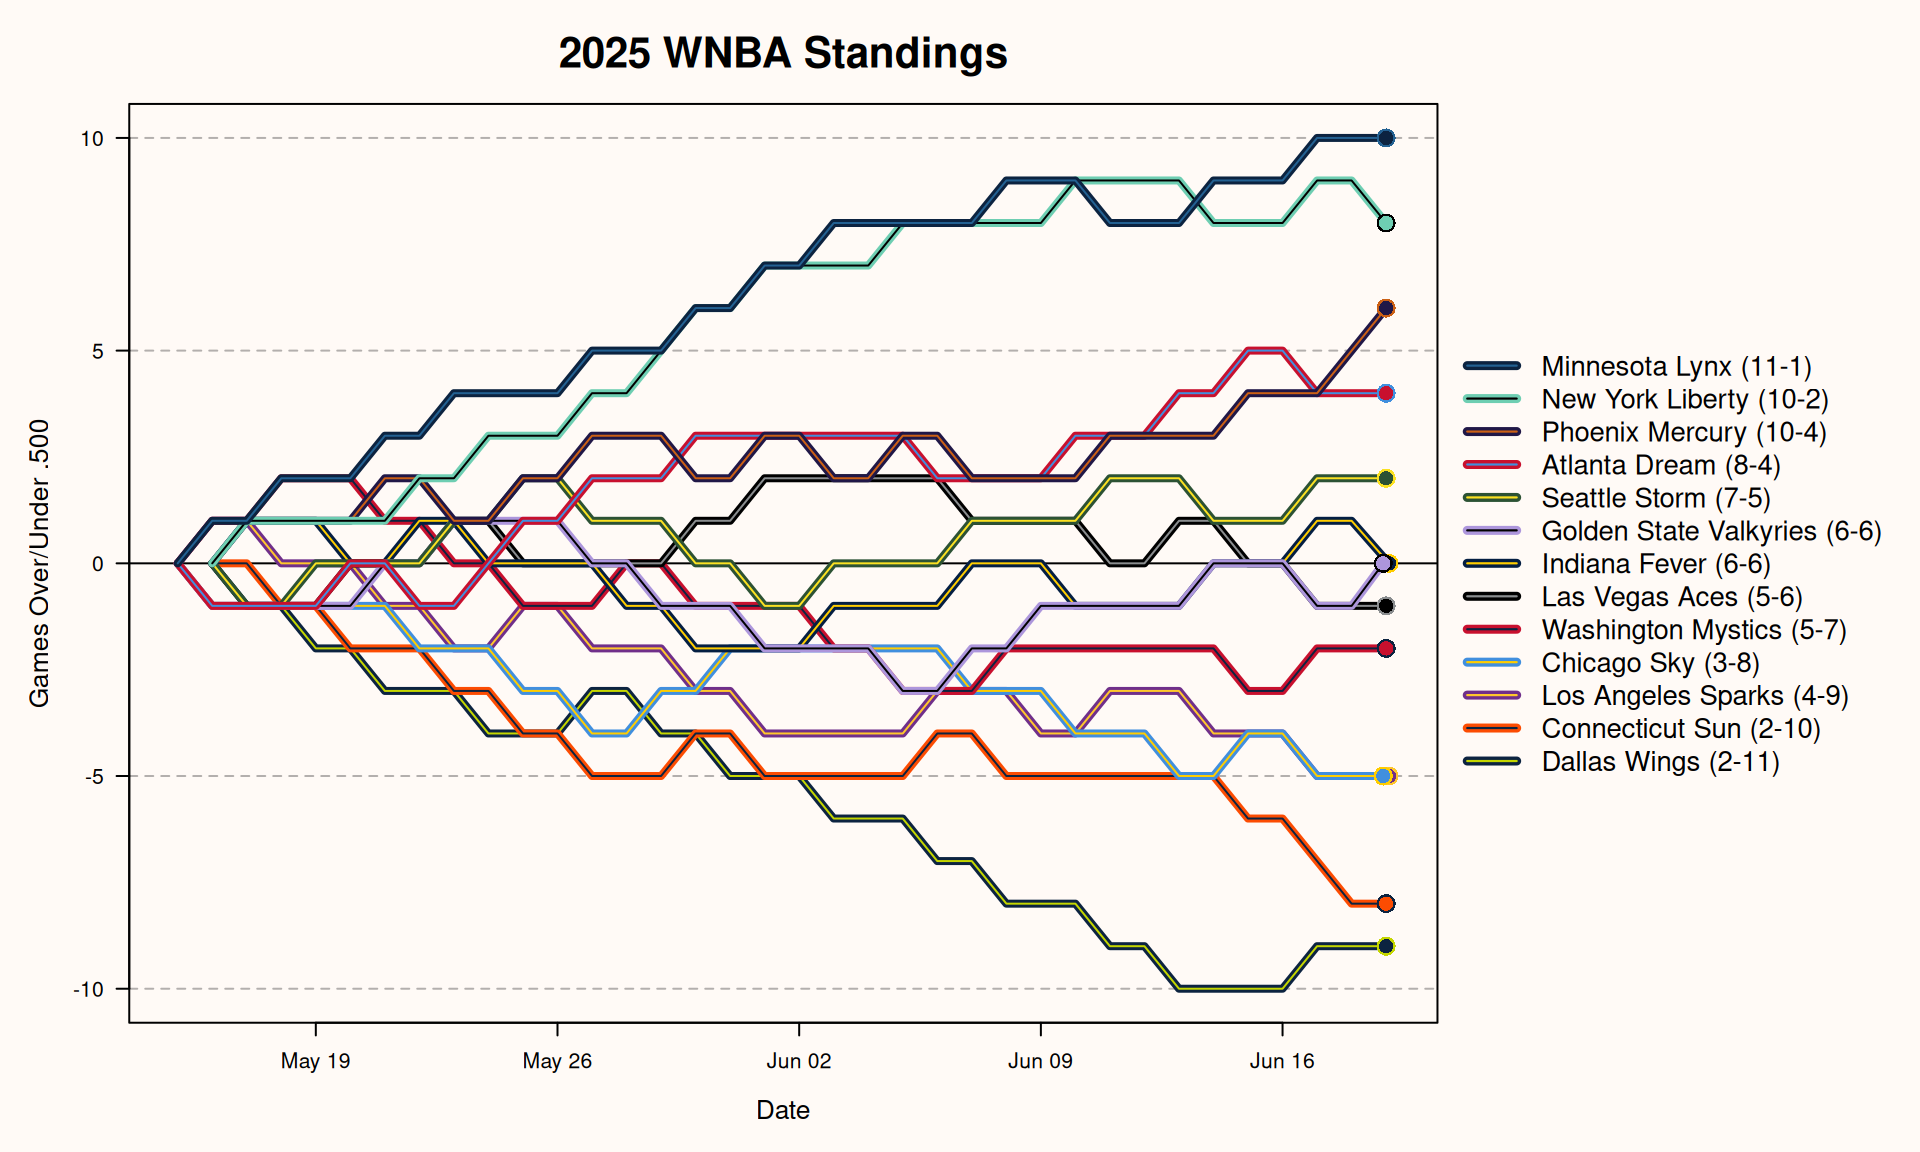 2025 WNBA Standings
Games Over/Under .500
10
5
0
-5
-10
May 19
May 26
Jun 02
Jun 09
Jun 16
Date
Minnesota Lynx (11-1)
New York Liberty (10-2)
Phoenix Mercury (10-4)
Atlanta Dream (8-4)
Seattle Storm (7-5)
Golden State Valkyries (6-6)
Indiana Fever (6-6)
Las Vegas Aces (5-6)
Washington Mystics (5-7)
Chicago Sky (3-8)
Los Angeles Sparks (4-9)
Connecticut Sun (2-10)
Dallas Wings (2-11)